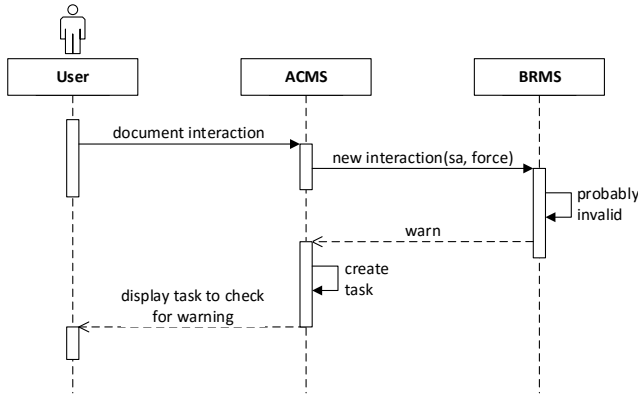 User
ACMS
BRMS
document interaction
new interaction(sa, force)
probably
invalid
warn
create
task
display task to check
for warning